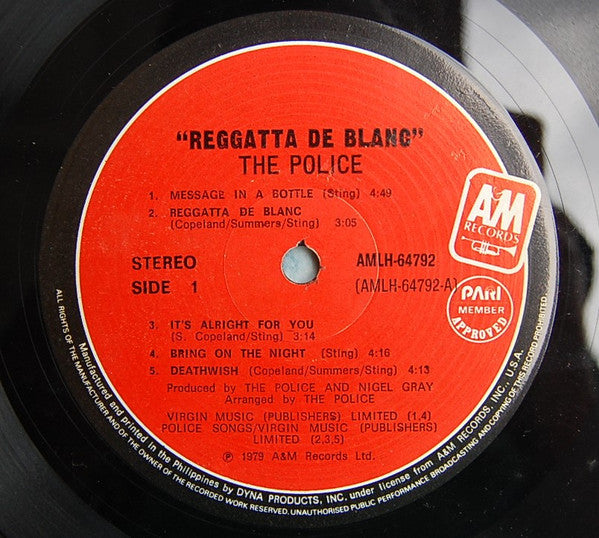 "REGGATTA DE BLANC"
THE POLICE
1. MESSAGE IN A BOTTLE (Sting) 4:49
2. REGGATTA DE BLANC
(Copeland/Summers/Sting) 3:05
STEREO
SIDE 1
AMLH-64792
(AMLH-64792-A)
A&M
RECORDS
PARI
MEMBER
APPROVED
3. IT'S ALRIGHT FOR YOU
(S. Copeland/Sting) 3:14
4. BRING ON THE NIGHT (Sting) 4:16
5. DEATHWISH (Copeland/Summers/Sting) 4:13
Produced by THE POLICE AND NIGEL GRAY
Arranged by THE POLICE
VIRGIN MUSIC (PUBLISHERS) LIMITED (1,4)
POLICE SONGS/VIRGIN MUSIC (PUBLISHERS)
LIMITED (2,3,5)
℗ 1979 A&M Records Ltd.
Manufactured and printed in the Philippines by DYNA PRODUCTS, INC. under license from A&M RECORDS, INC., U.S.A.
ALL RIGHTS OF THE MANUFACTURER AND OF THE OWNER OF THE RECORDED WORK RESERVED. UNAUTHORISED PUBLIC PERFORMANCE BROADCASTING AND COPYING OF THIS RECORD PROHIBITED.